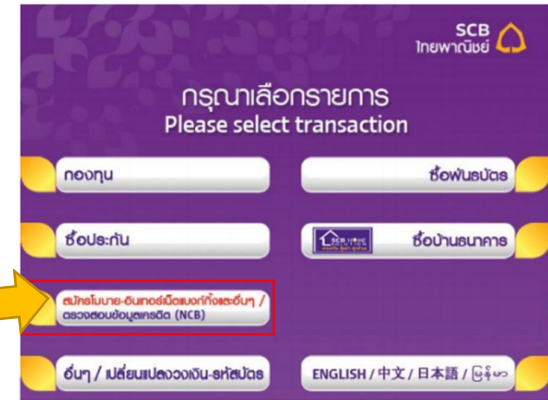 SCB
ไทยพาณิชย์
กรุณาเลือกรายการ
Please select transaction
กองทุน
ซื้อพันธบัตร
ซื้อประกัน
SCB HOME
ซื้อบ้านธนาคาร
สมัครโมบาย-อินเทอร์เน็ตแบงก์กิ้งและอื่นๆ /
ตรวจสอบข้อมูลเครดิต (NCB)
อื่นๆ / เปลี่ยนแปลงวงเงิน-รหัสบัตร
ENGLISH / 中文 / 日本語 / မြန်မာ